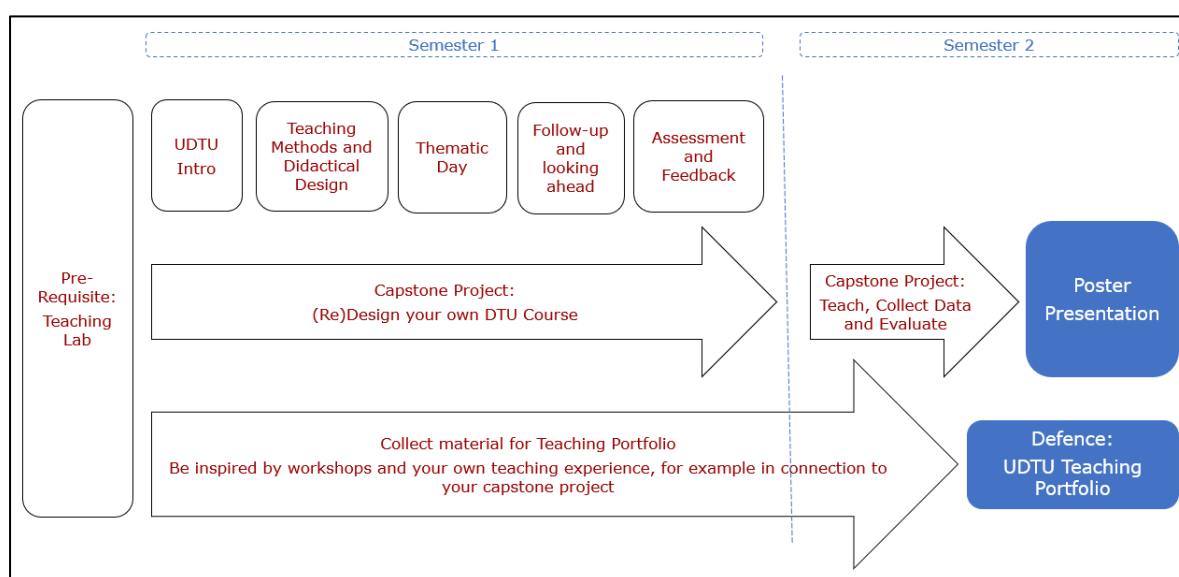 Semester 1
Semester 2
Pre-
Requisite:
Teaching
Lab
UDTU
Intro
Teaching
Methods and
Didactical
Design
Thematic
Day
Follow-up
and
looking
ahead
Assessment
and
Feedback
Capstone Project:
(Re)Design your own DTU Course
Capstone Project:
Teach, Collect Data
and Evaluate
Poster
Presentation
Collect material for Teaching Portfolio
Be inspired by workshops and your own teaching experience, for example in connection to
your capstone project
Defence:
UDTU Teaching
Portfolio